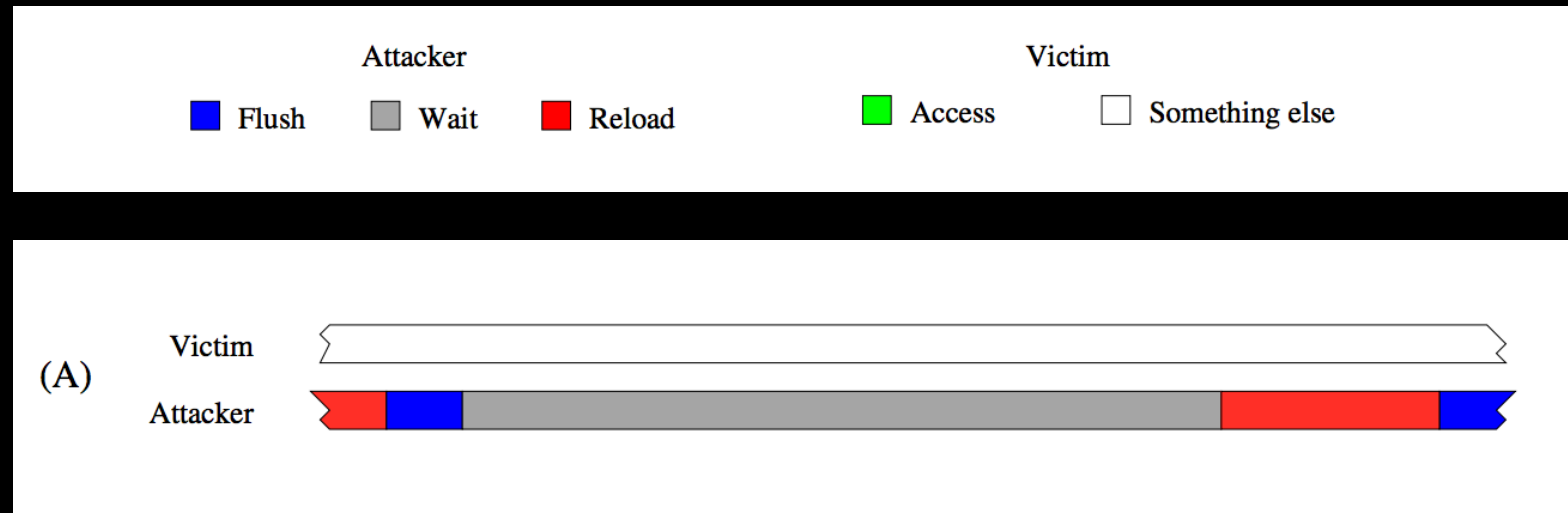 Attacker Victim
Flush Wait Reload Access Something else
Victim
(A)
Attacker